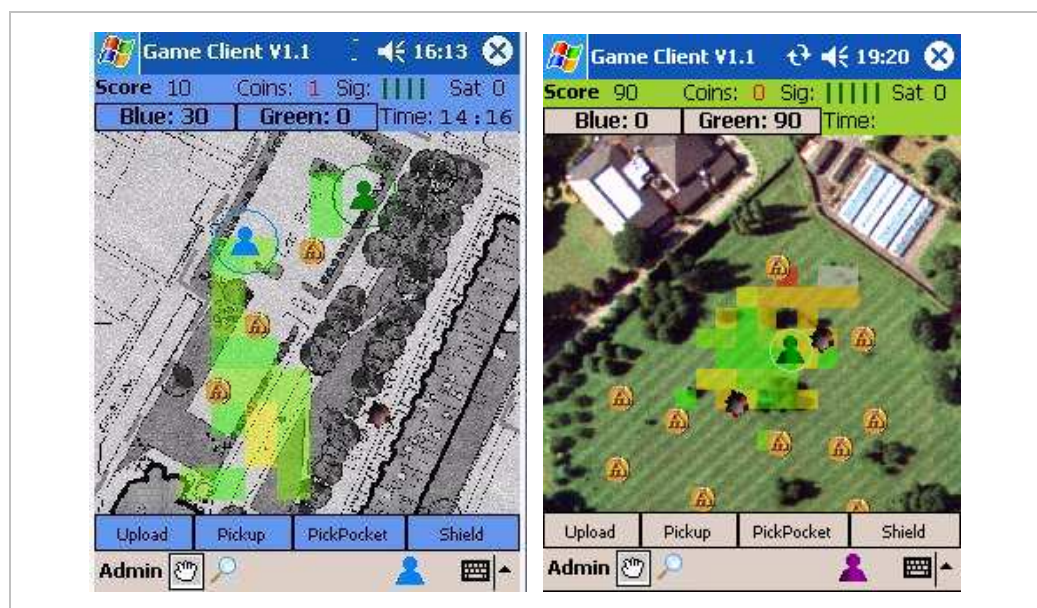 Game Client V1.1 16:13
Score 10 Coins: 1 Sig: Sat 0
Blue: 30 Green: 0 Time: 14:16
Upload Pickup PickPocket Shield
Admin
Game Client V1.1 19:20
Score 90 Coins: 0 Sig: Sat 0
Blue: 0 Green: 90 Time:
Upload Pickup PickPocket Shield
Admin